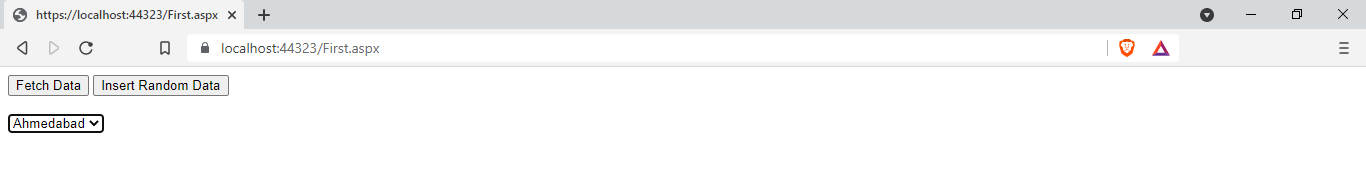 https://localhost:44323/First.aspx
localhost:44323/First.aspx
Fetch Data Insert Random Data
Ahmedabad